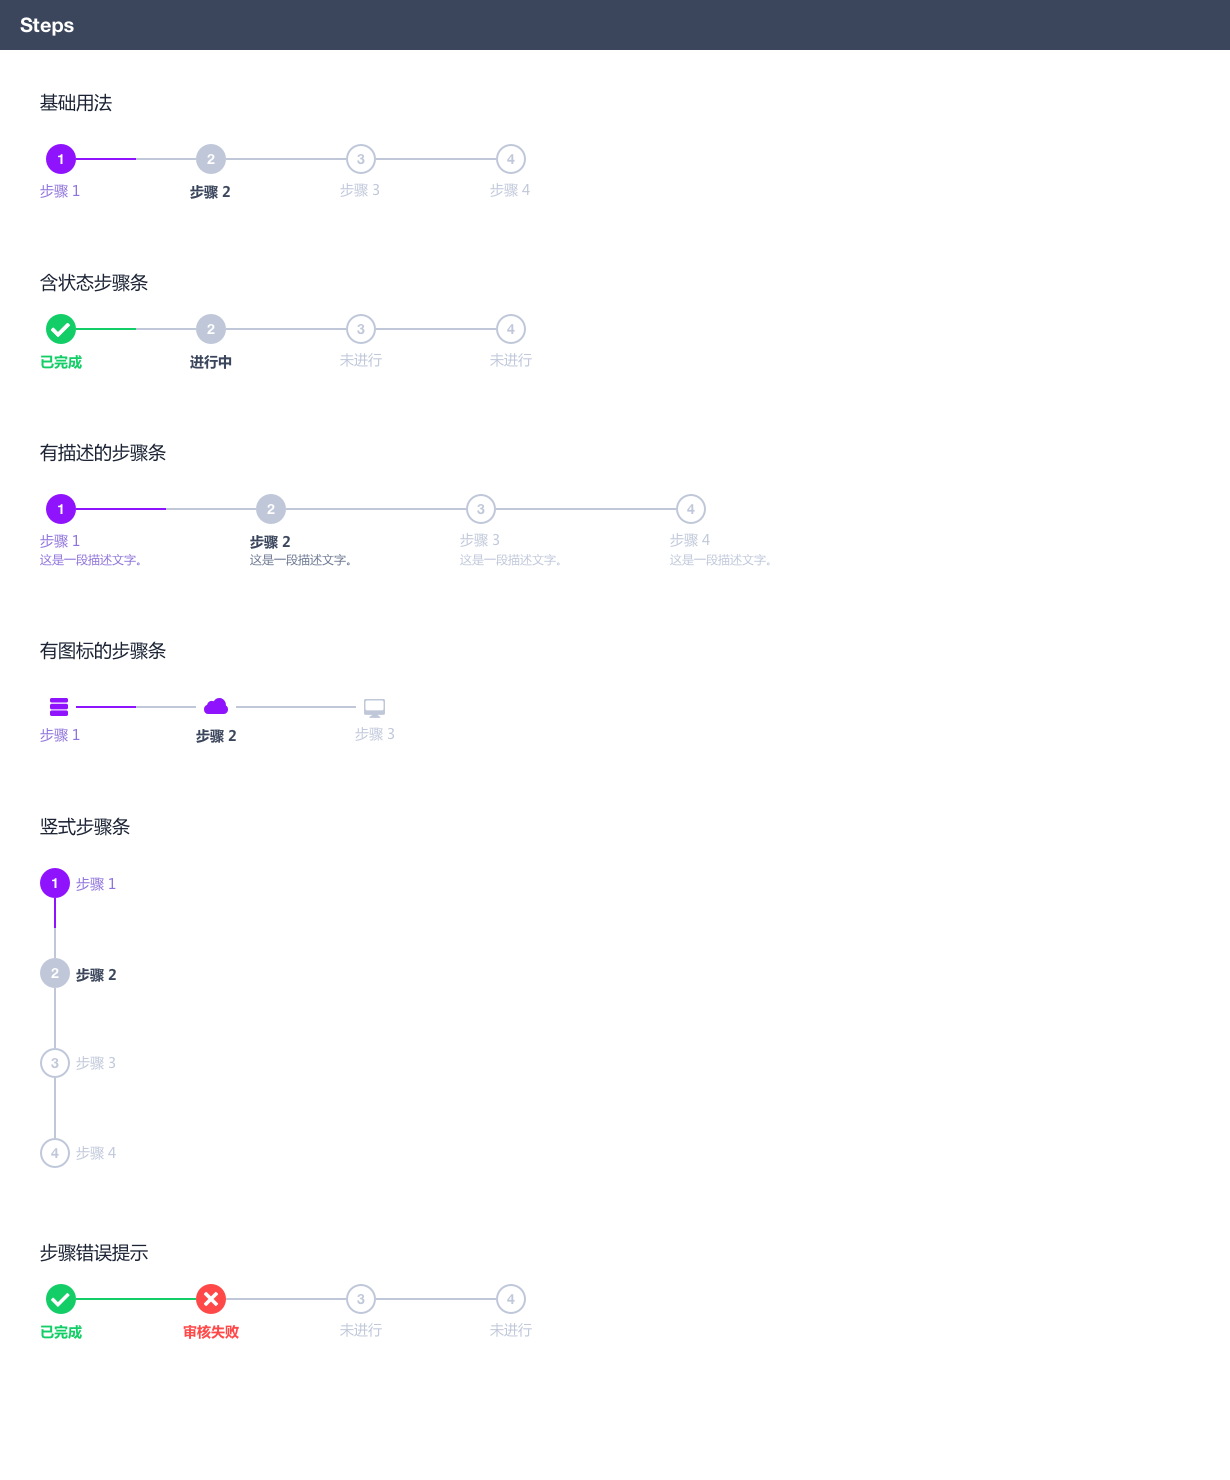 Steps
基础用法
1 2 3 4
步骤 1 步骤 2 步骤 3 步骤 4
含状态步骤条
2 3 4
已完成 进行中 未进行 未进行
有描述的步骤条
1 2 3 4
步骤 1 步骤 2 步骤 3 步骤 4
这是一段描述文字。 这是一段描述文字。 这是一段描述文字。 这是一段描述文字。
有图标的步骤条
步骤 1 步骤 2 步骤 3
竖式步骤条
1 步骤 1
2 步骤 2
3 步骤 3
4 步骤 4
步骤错误提示
3 4
已完成 审核失败 未进行 未进行